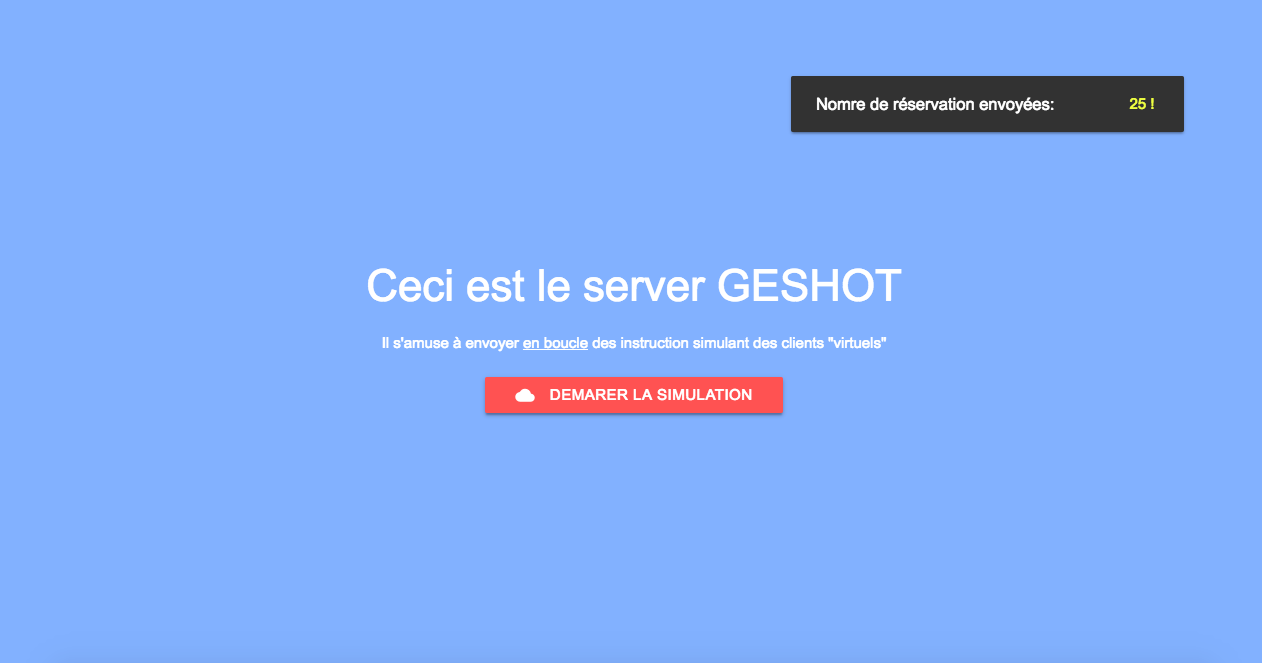 Nomre de réservation envoyées: 25 !
Ceci est le server GESHOT
Il s'amuse à envoyer en boucle des instruction simulant des clients "virtuels"
DEMARER LA SIMULATION